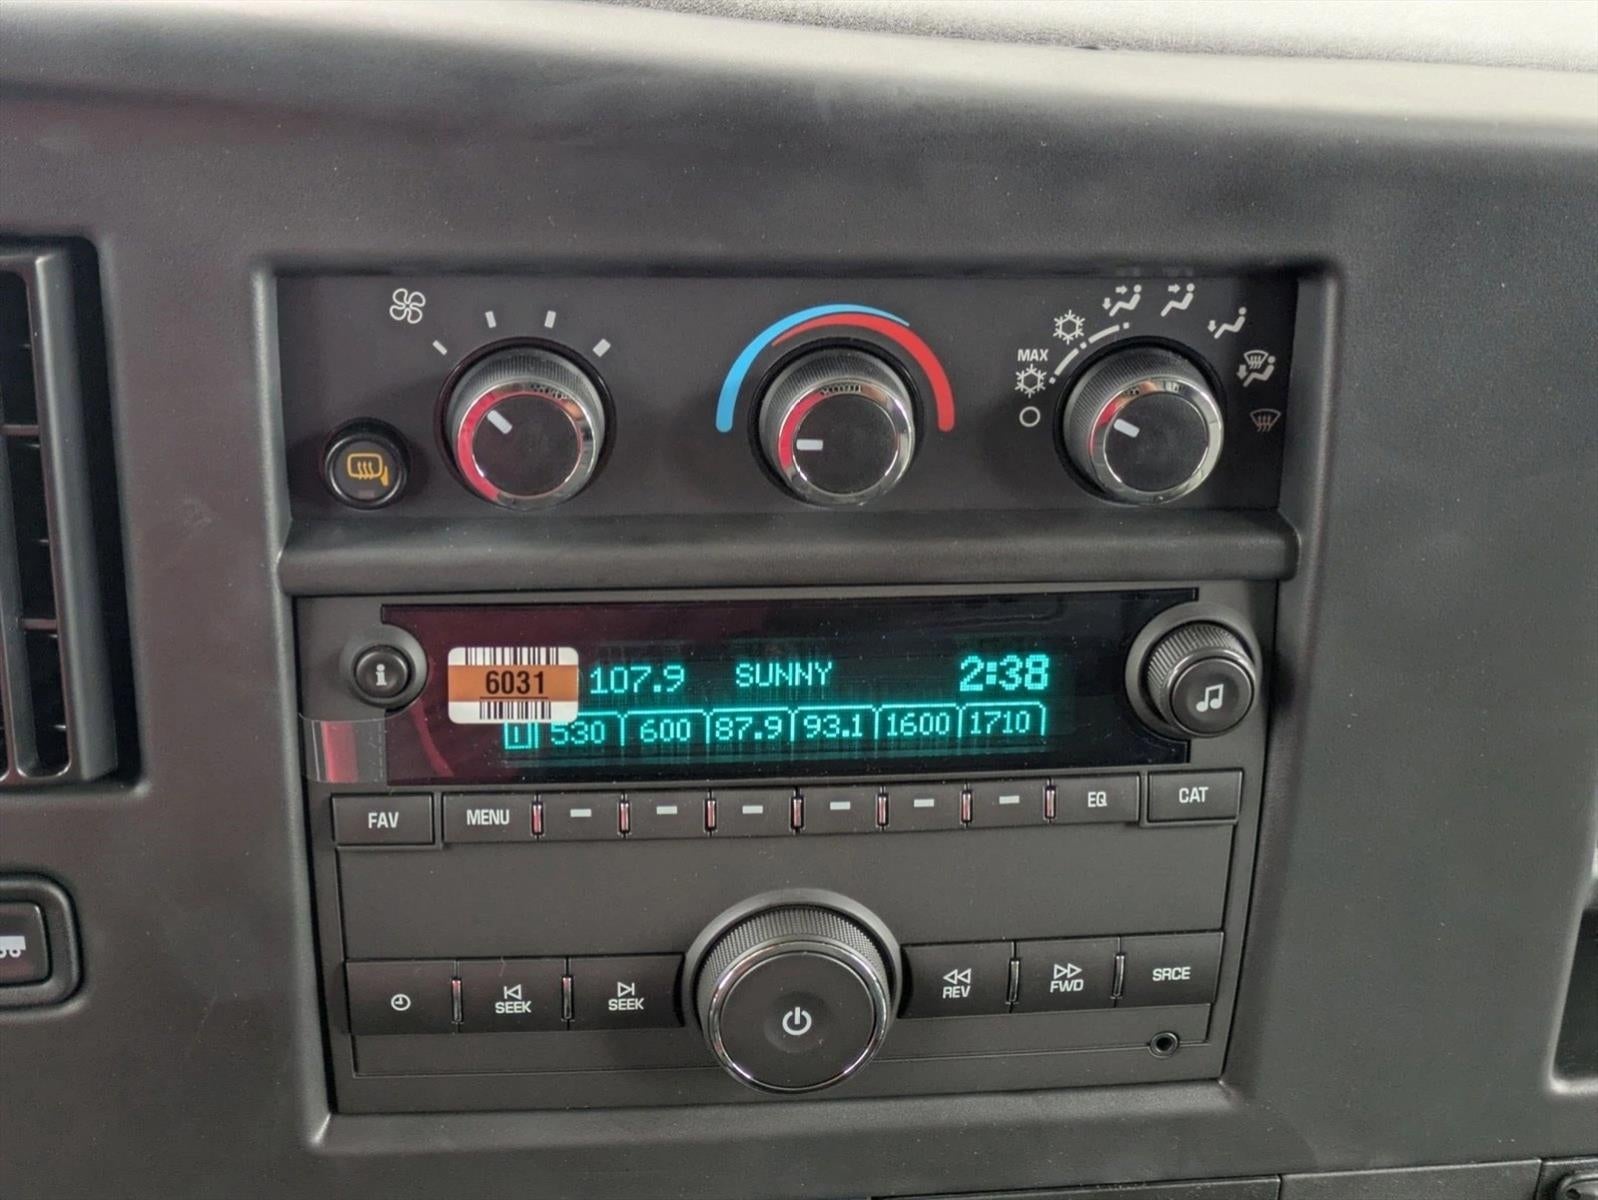 MAX
6031
107.9 SUNNY 2:38
1 530 600 87.9 93.1 1600 1710
FAV MENU EQ CAT
SEEK SEEK REV FWD SRCE